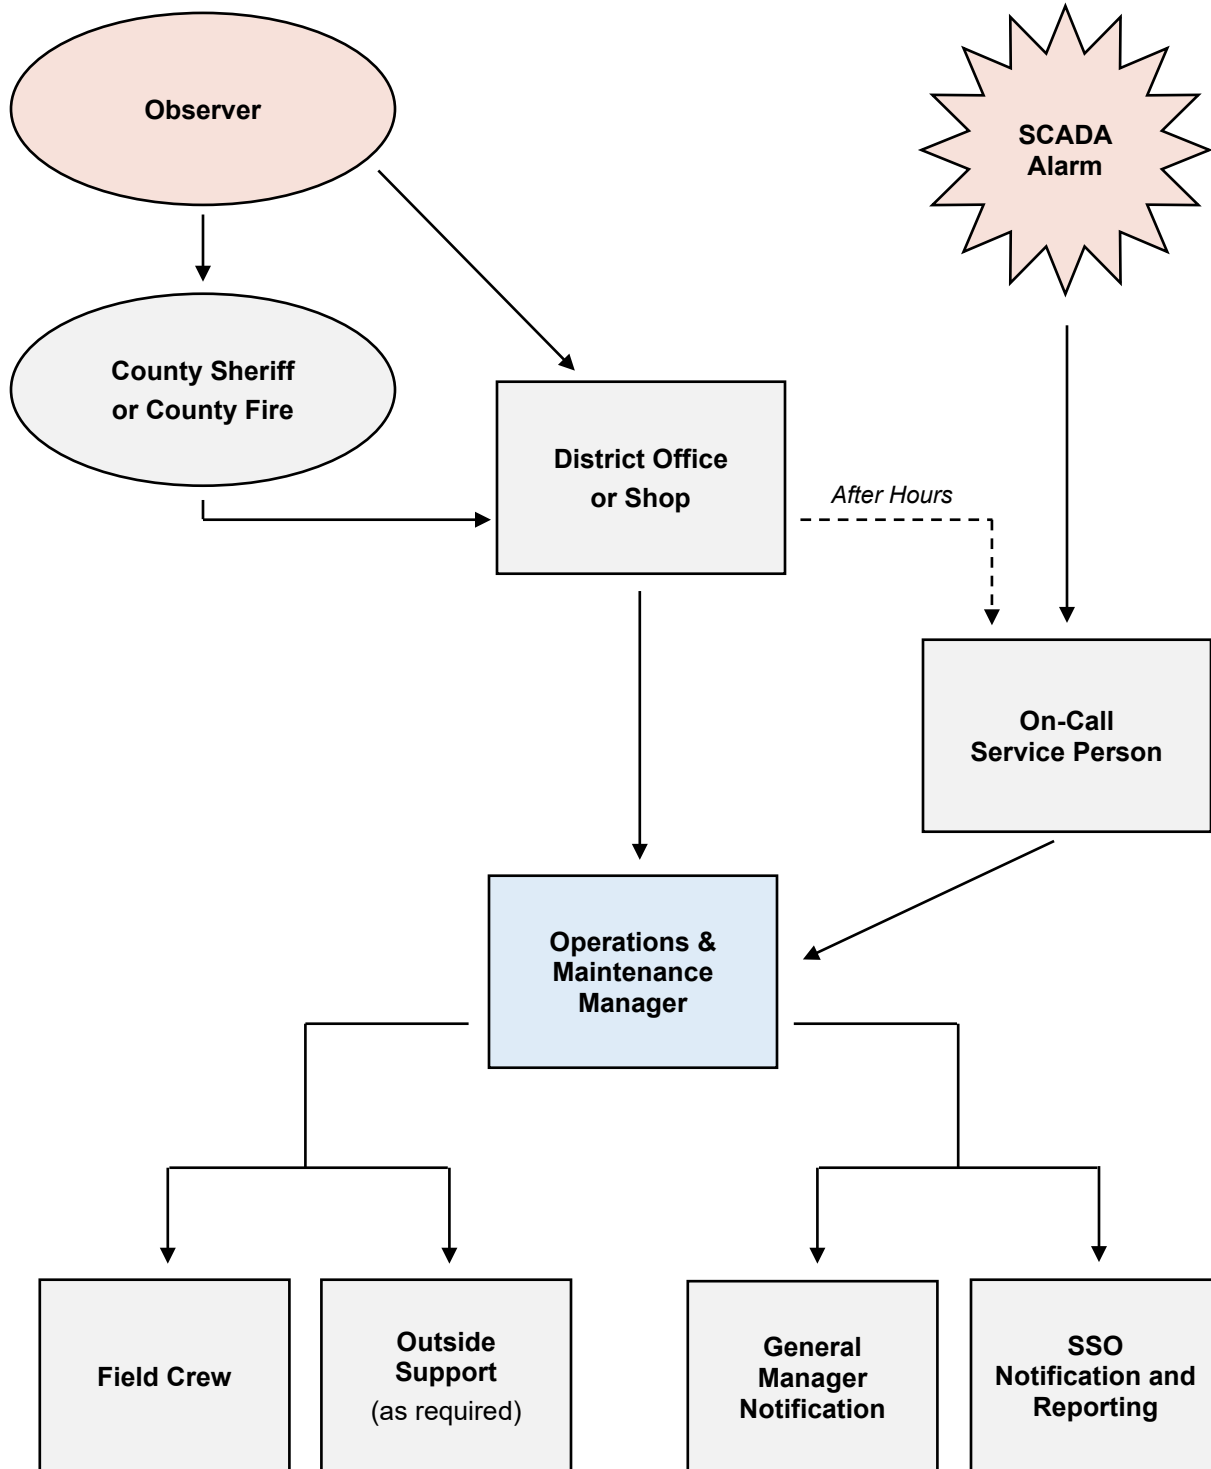 Observer
SCADA
Alarm
County Sheriff
or County Fire
District Office
or Shop
After Hours
On-Call
Service Person
Operations &
Maintenance
Manager
Field Crew
Outside
Support
(as required)
General
Manager
Notification
SSO
Notification and
Reporting